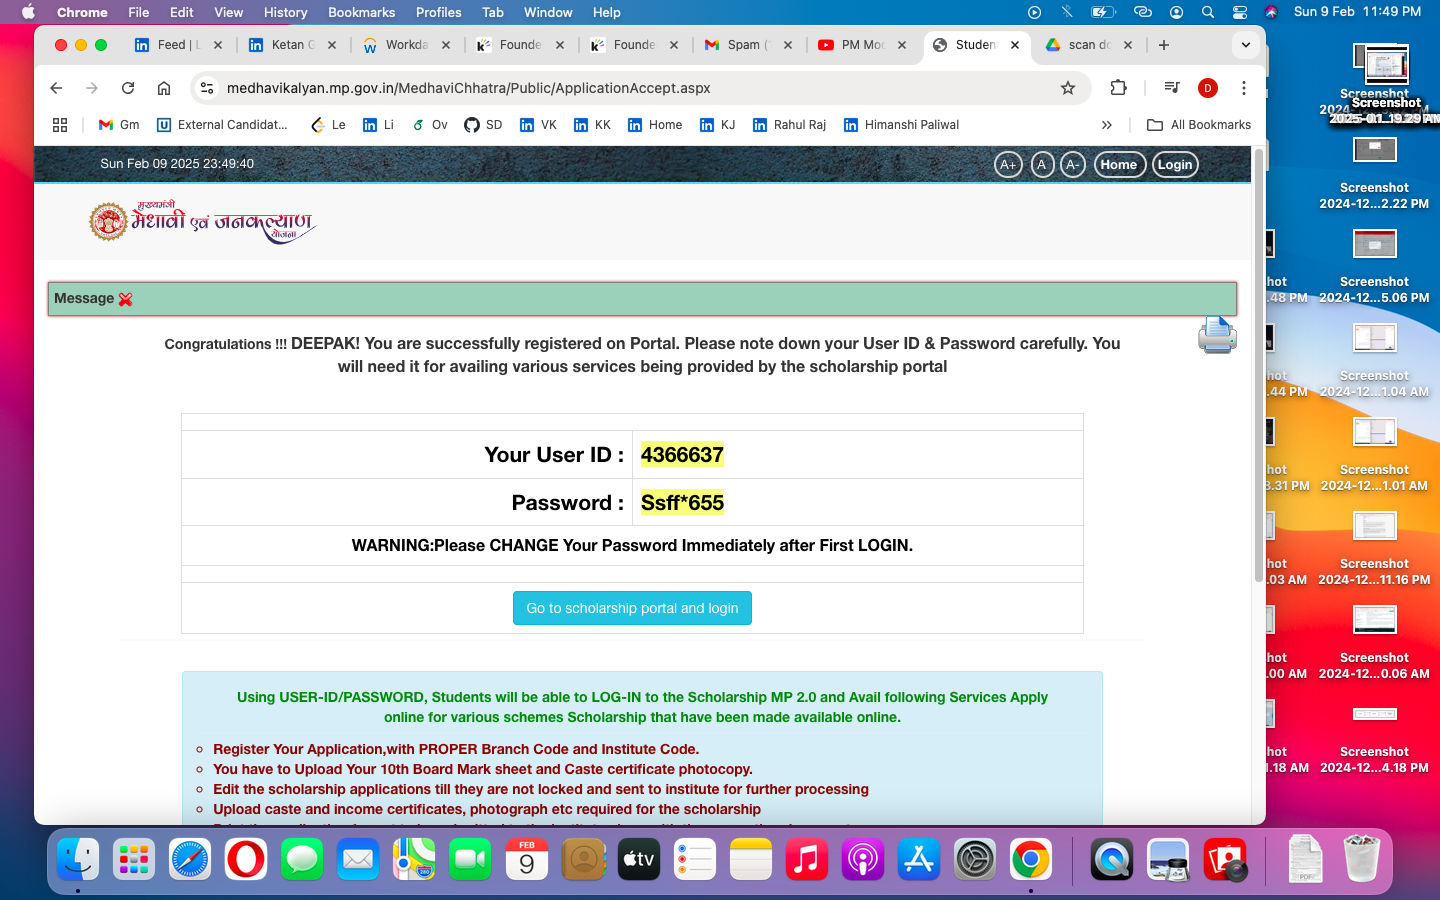 Chrome File Edit View History Bookmarks Profiles Tab Window Help Sun 9 Feb 11:49 PM
Feed | L Ketan G Workda Founde Founde Spam ( PM Mod Studen scan do
medhavikalyan.mp.gov.in/MedhaviChhatra/Public/ApplicationAccept.aspx D
Gm External Candidat... Le Li Ov SD VK KK Home KJ Rahul Raj Himanshi Paliwal » All Bookmarks
Sun Feb 09 2025 23:49:40 A+ A A- Home Login
मुख्यमंत्री
मेधावी एवं जनकल्याण
योजना
Message
Congratulations !!! DEEPAK! You are successfully registered on Portal. Please note down your User ID & Password carefully. You
will need it for availing various services being provided by the scholarship portal
Your User ID : 4366637
Password : Ssff*655
WARNING:Please CHANGE Your Password Immediately after First LOGIN.
Go to scholarship portal and login
Using USER-ID/PASSWORD, Students will be able to LOG-IN to the Scholarship MP 2.0 and Avail following Services Apply
online for various schemes Scholarship that have been made available online.
Register Your Application,with PROPER Branch Code and Institute Code.
You have to Upload Your 10th Board Mark sheet and Caste certificate photocopy.
Edit the scholarship applications till they are not locked and sent to institute for further processing
Upload caste and income certificates, photograph etc required for the scholarship
Screenshot
Screenshot
Screenshot
2024-12...2.22 PM
hot Screenshot
.48 PM 2024-12...5.06 PM
hot Screenshot
.44 PM 2024-12...1.04 AM
hot Screenshot
3.31 PM 2024-12...1.01 AM
hot Screenshot
.03 AM 2024-12...11.16 PM
hot Screenshot
.00 AM 2024-12...0.06 AM
hot Screenshot
1.18 AM 2024-12...4.18 PM
FEB
9
tv
280
PDF